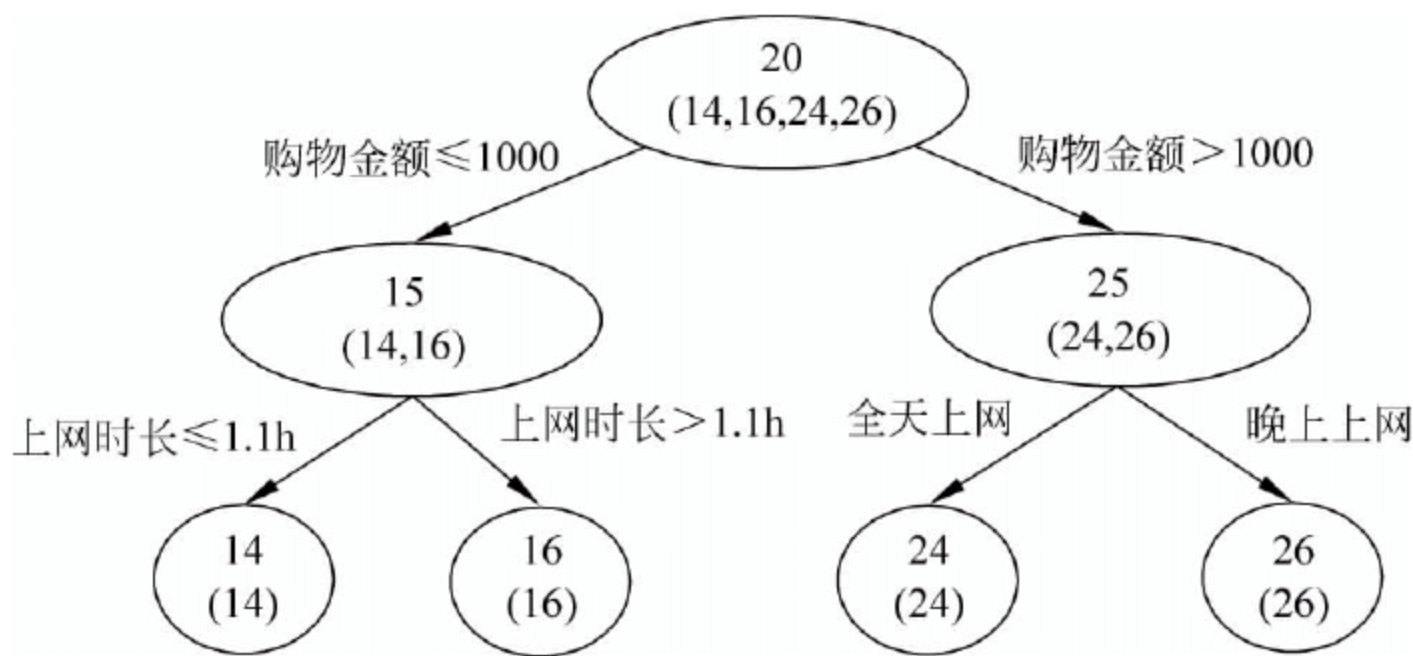 20
(14,16,24,26)
购物金额≤1000
购物金额>1000
15
(14,16)
25
(24,26)
上网时长≤1.1h
上网时长>1.1h
全天上网
晚上上网
14
(14)
16
(16)
24
(24)
26
(26)